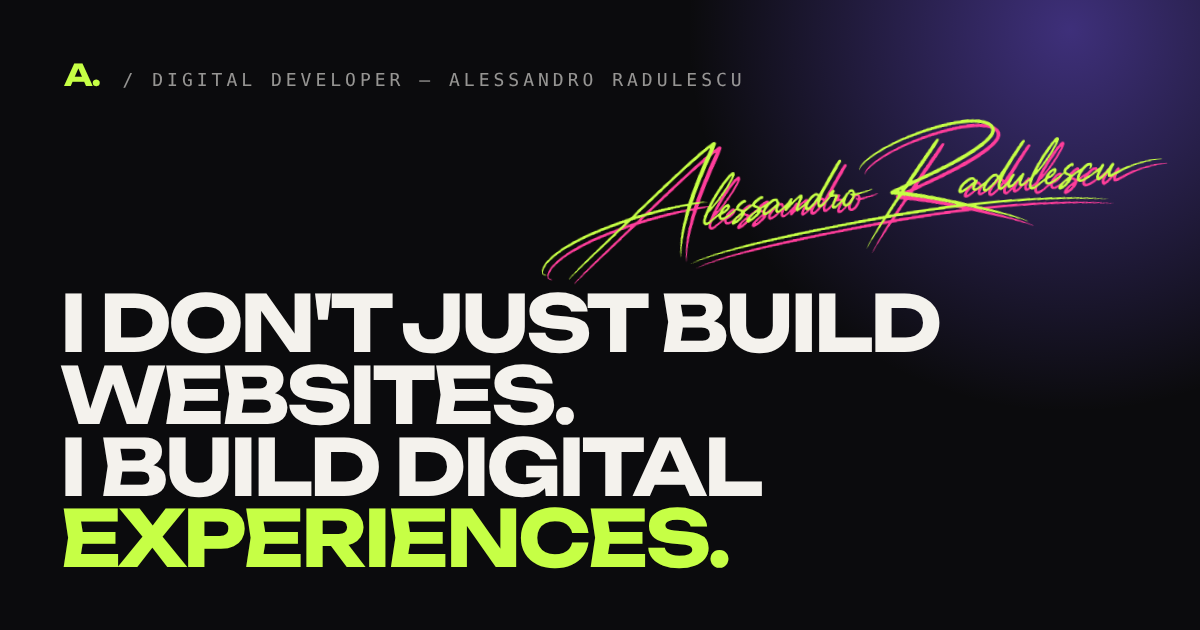 A. / DIGITAL DEVELOPER — ALESSANDRO RADULESCU
Alessandro Radulescu
I DON'T JUST BUILD
WEBSITES.
I BUILD DIGITAL
EXPERIENCES.